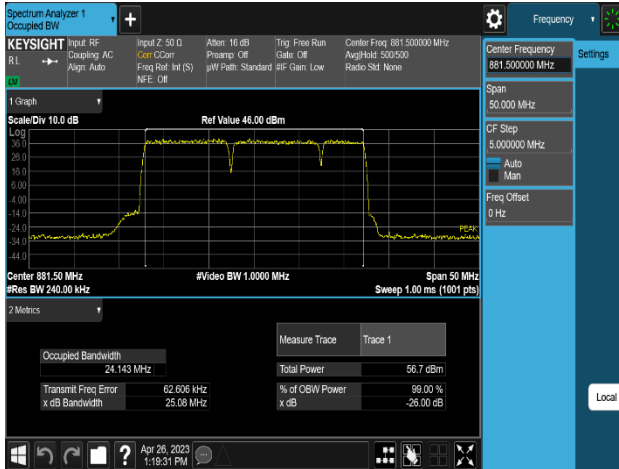 Spectrum Analyzer 1
Occupied BW
+
Frequency
KEYSIGHT
R L
LV
Input: RF
Coupling: AC
Align: Auto
Input Z: 50 Ω
Corr CCorr
Freq Ref: Int (S)
NFE: Off
Atten: 16 dB
Preamp: Off
µW Path: Standard
Trig: Free Run
Gate: Off
#IF Gain: Low
Center Freq: 881.500000 MHz
Avg|Hold: 500/500
Radio Std: None
Center Frequency
881.500000 MHz
Settings
Span
50.000 MHz
CF Step
5.000000 MHz
Auto
Man
Freq Offset
0 Hz
1 Graph
Scale/Div 10.0 dB
Ref Value 46.00 dBm
Log
36.0
26.0
16.0
6.00
-4.00
-14.0
-24.0
-34.0
-44.0
PEAK
Center 881.50 MHz
#Video BW 1.0000 MHz
Span 50 MHz
#Res BW 240.00 kHz
Sweep 1.00 ms (1001 pts)
2 Metrics
Measure Trace
Trace 1
Occupied Bandwidth
24.143 MHz
Total Power
56.7 dBm
Transmit Freq Error
62.606 kHz
% of OBW Power
99.00 %
x dB Bandwidth
25.08 MHz
x dB
-26.00 dB
Local
?
Apr 26, 2023
1:19:31 PM